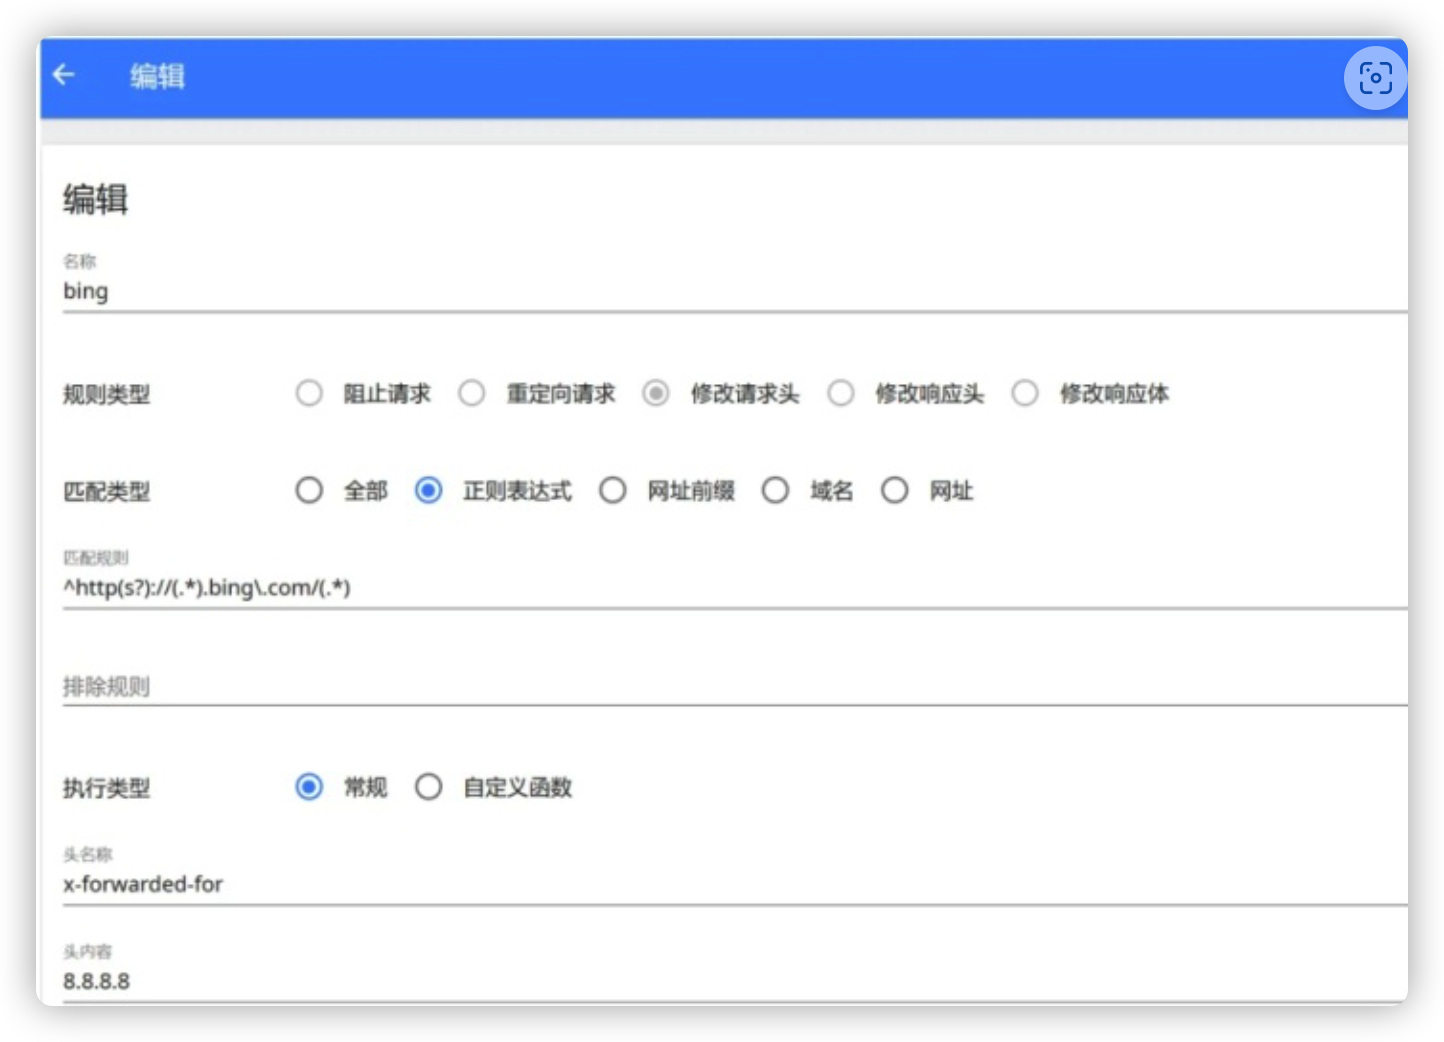 编辑
编辑
名称
bing
规则类型 阻止请求 重定向请求 修改请求头 修改响应头 修改响应体
匹配类型 全部 正则表达式 网址前缀 域名 网址
匹配规则
^http(s?)://(.*).bing\.com/(.*)
排除规则
执行类型 常规 自定义函数
头名称
x-forwarded-for
头内容
8.8.8.8